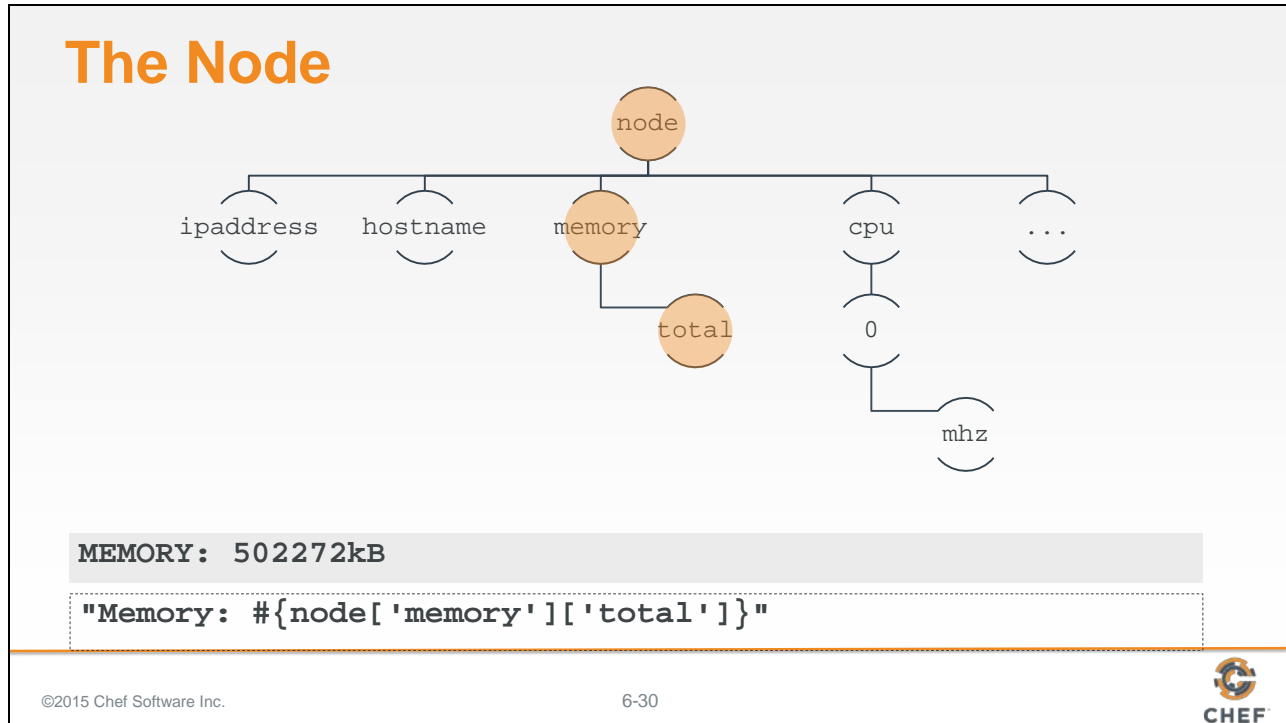 The Node
node
ipaddress hostname memory cpu ...
total 0
mhz
MEMORY: 502272kB
"Memory: #{node['memory']['total']}"
©2015 Chef Software Inc. 6-30
CHEF